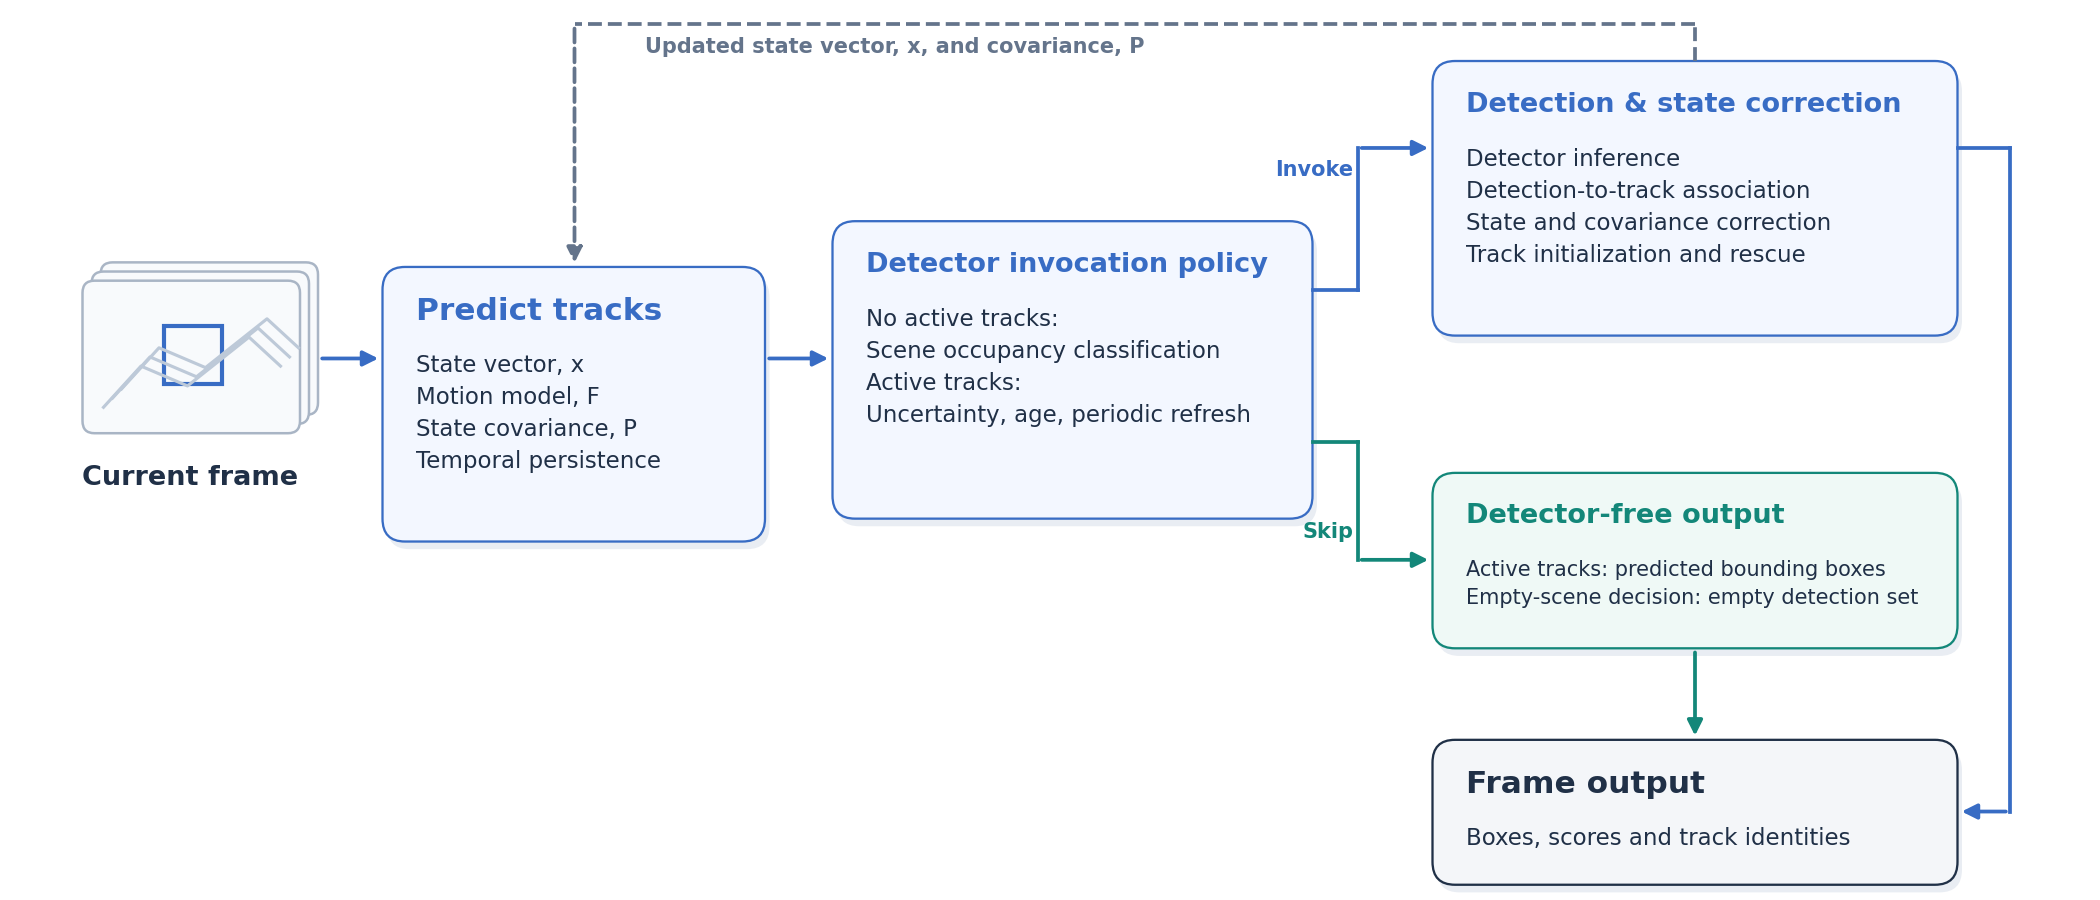 Updated state vector, x, and covariance, P
Current frame
Predict tracks
State vector, x
Motion model, F
State covariance, P
Temporal persistence
Detector invocation policy
No active tracks:
Scene occupancy classification
Active tracks:
Uncertainty, age, periodic refresh
Invoke
Skip
Detection & state correction
Detector inference
Detection-to-track association
State and covariance correction
Track initialization and rescue
Detector-free output
Active tracks: predicted bounding boxes
Empty-scene decision: empty detection set
Frame output
Boxes, scores and track identities